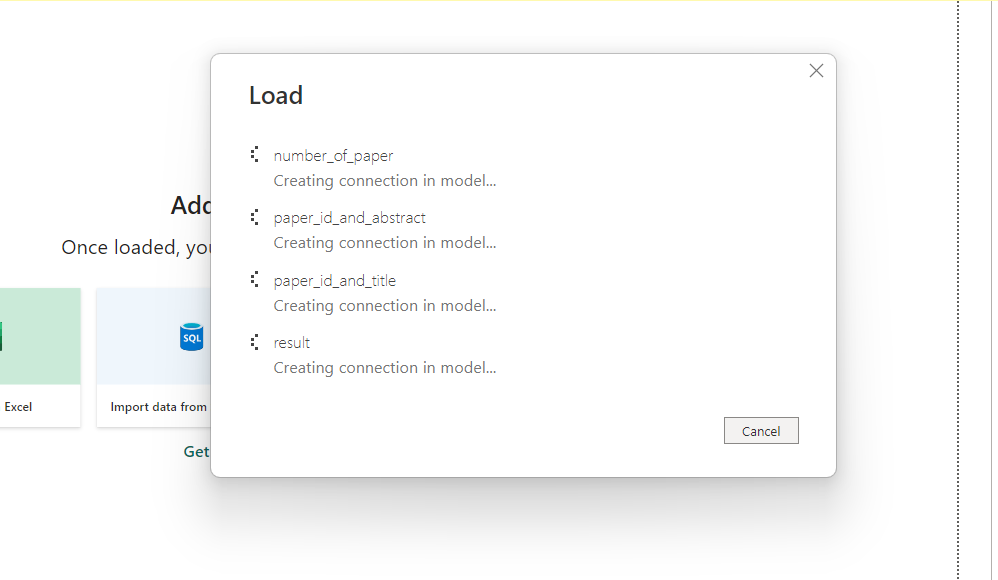 Load
number_of_paper
Creating connection in model...
paper_id_and_abstract
Creating connection in model...
paper_id_and_title
Creating connection in model...
result
Creating connection in model...
Cancel
Add
Once loaded, you
SQL
Excel
Import data from
Get